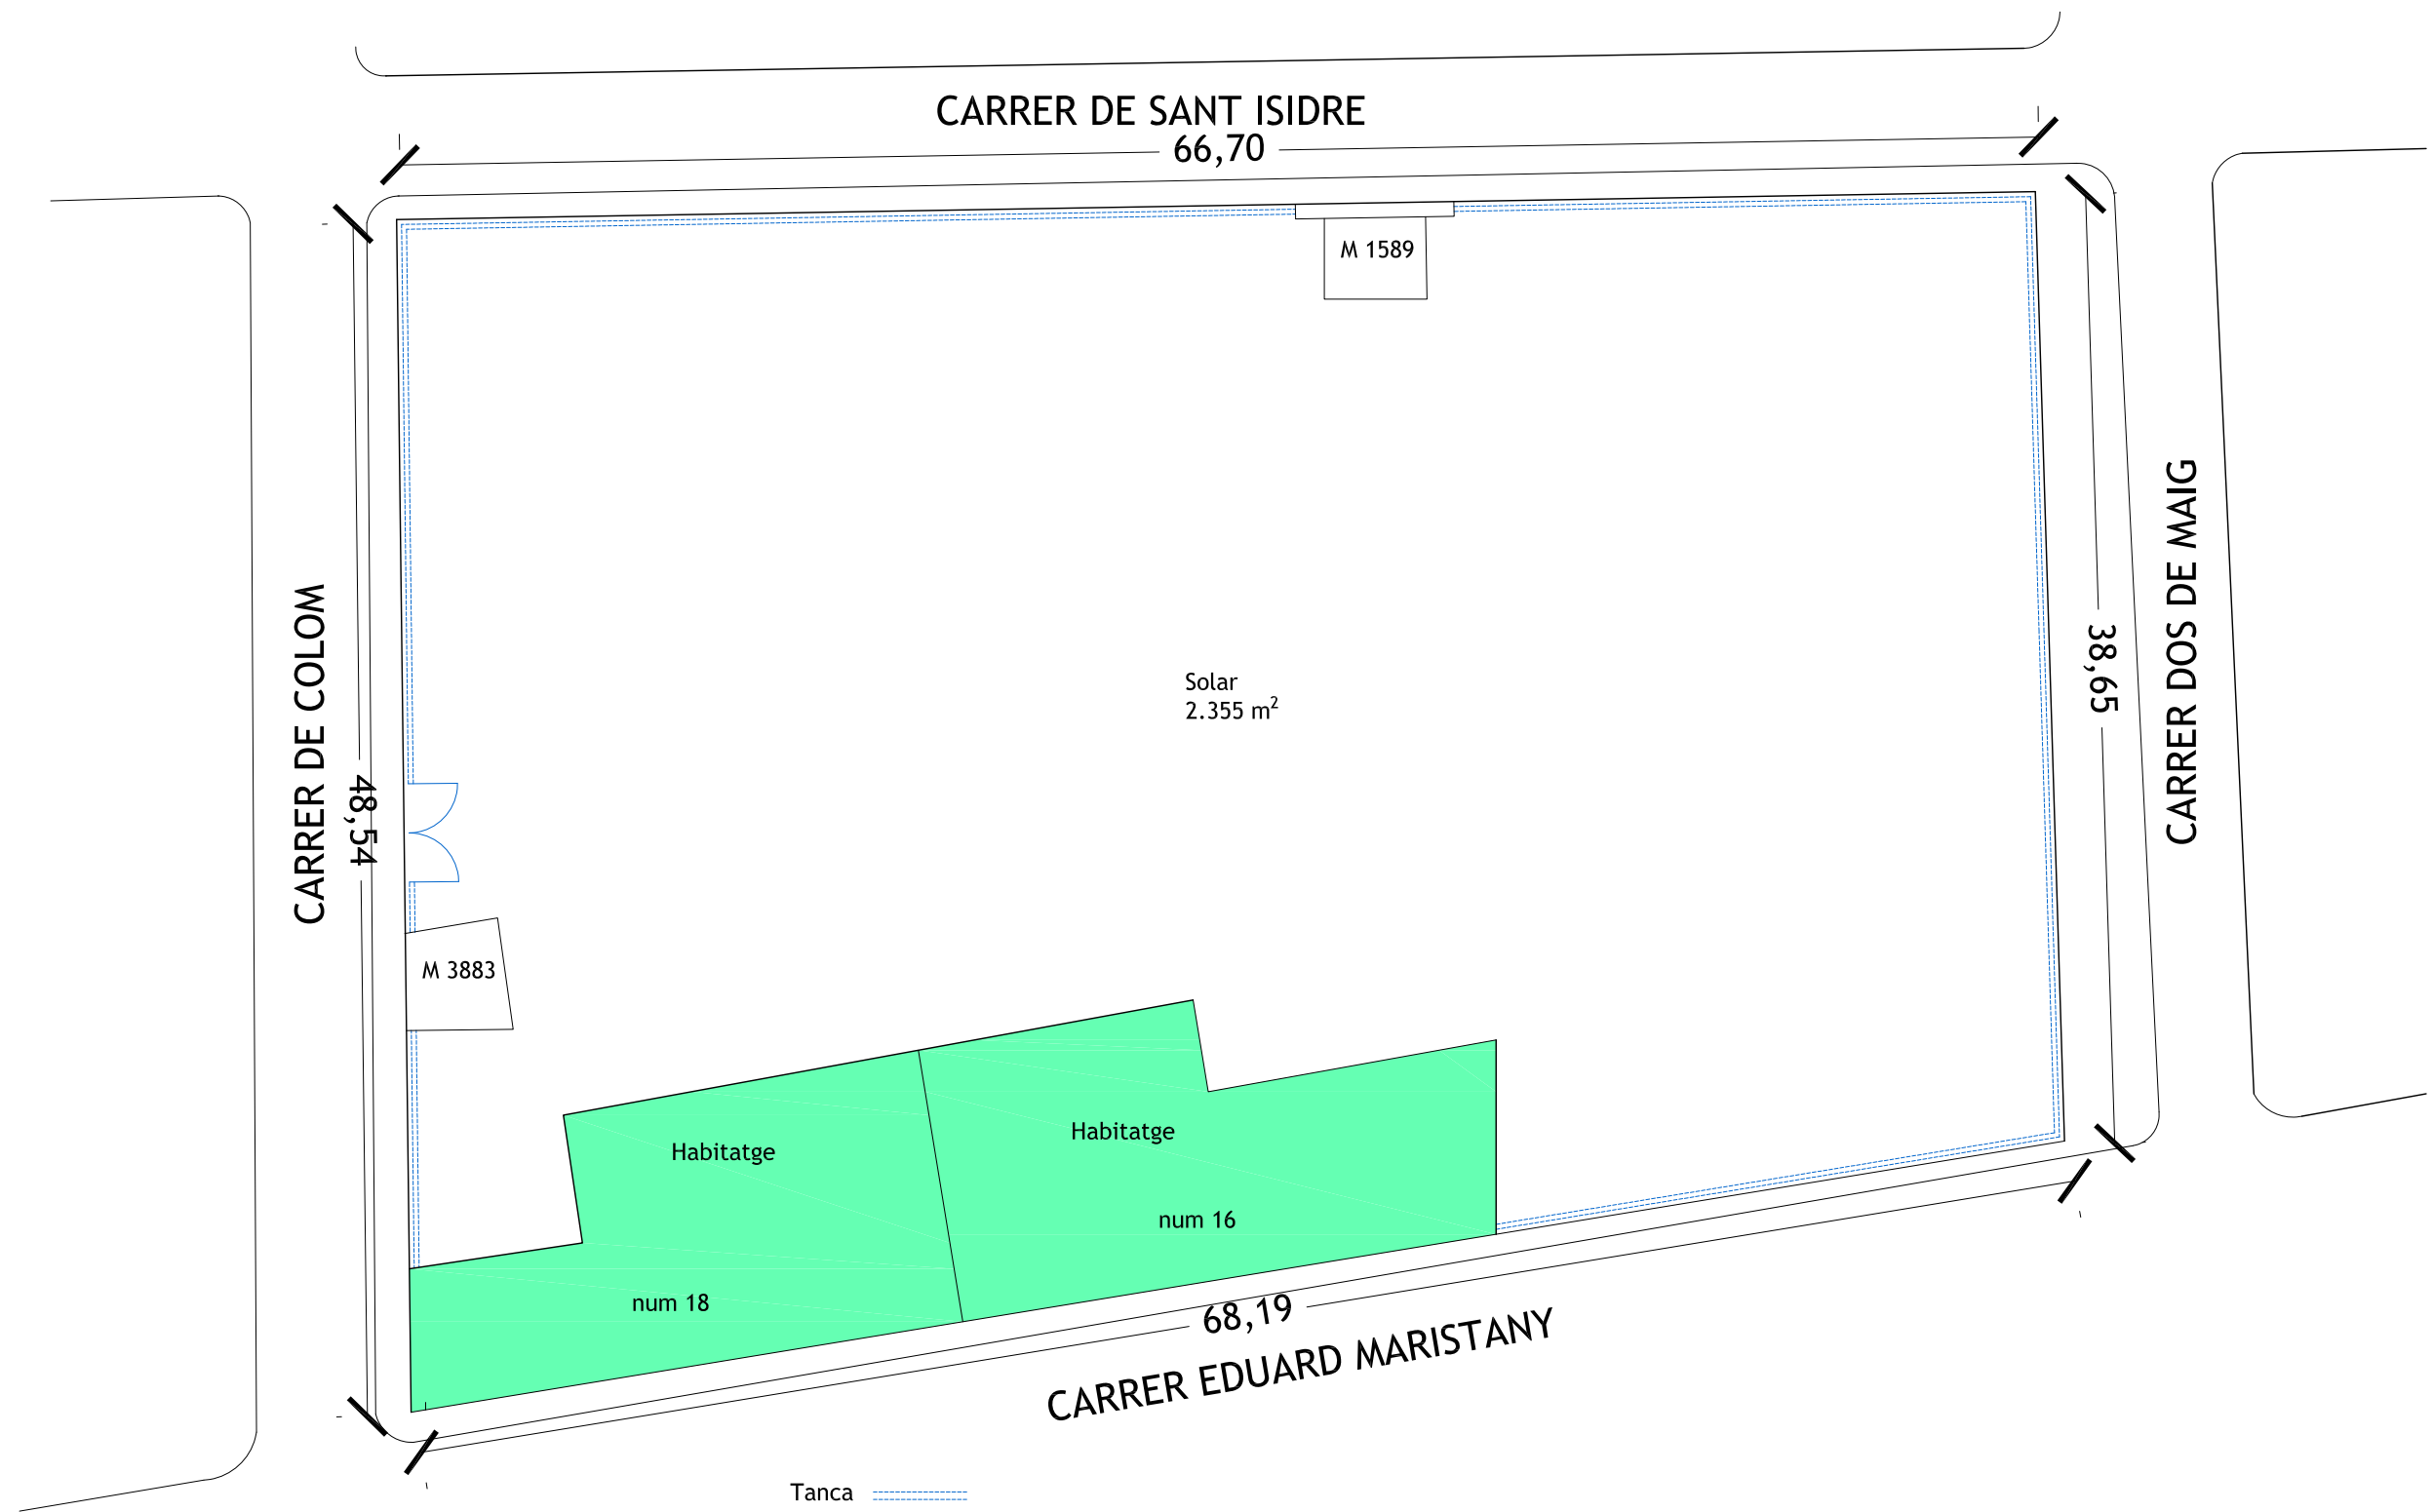 CARRER DE SANT ISIDRE
66,70
M 1589
CARRER DE COLOM
48,54
Solar
2.355 m²
38,65
CARRER DOS DE MAIG
M 3883
Habitatge
num 18
Habitatge
num 16
68,19
CARRER EDUARD MARISTANY
Tanca